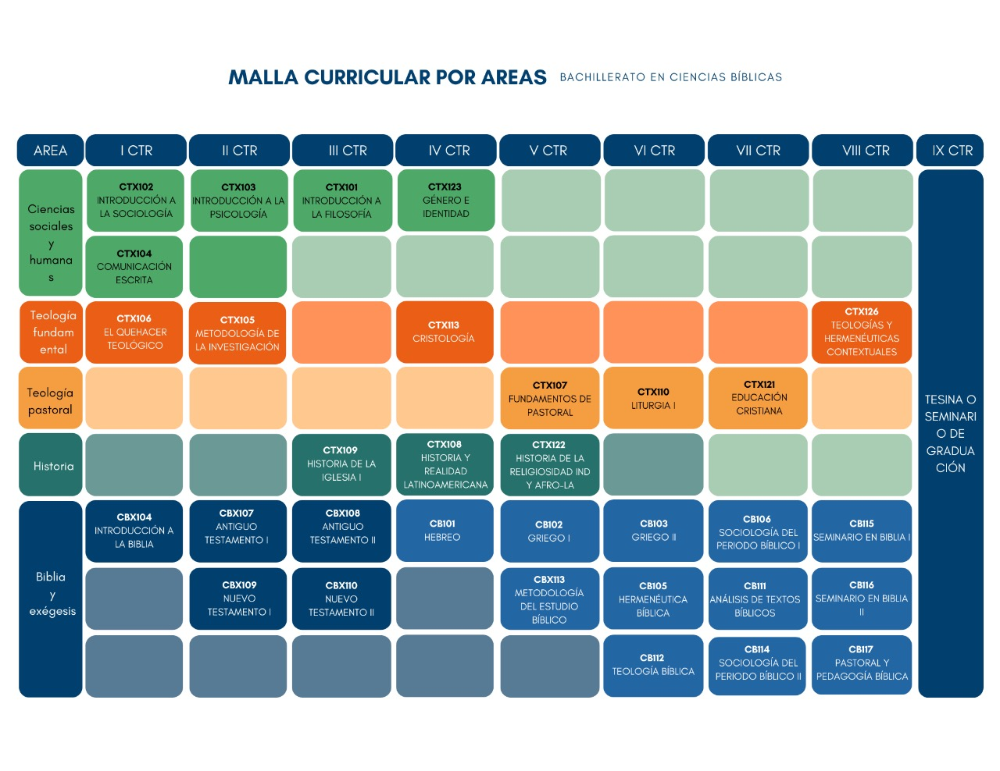 MALLA CURRICULAR POR AREAS BACHILLERATO EN CIENCIAS BÍBLICAS
AREA
I CTR
II CTR
III CTR
IV CTR
V CTR
VI CTR
VII CTR
VIII CTR
IX CTR
Ciencias
sociales
y
humana
s
CTX102
INTRODUCCIÓN A
LA SOCIOLOGÍA
CTX103
INTRODUCCIÓN A LA
PSICOLOGÍA
CTX101
INTRODUCCIÓN A
LA FILOSOFÍA
CTX123
GÉNERO E
IDENTIDAD
CTX104
COMUNICACIÓN
ESCRITA
Teología
fundam
ental
CTX106
EL QUEHACER
TEOLÓGICO
CTX105
METODOLOGÍA DE
LA INVESTIGACIÓN
CTX113
CRISTOLOGÍA
CTX126
TEOLOGÍAS Y
HERMENÉUTICAS
CONTEXTUALES
Teología
pastoral
CTX107
FUNDAMENTOS DE
PASTORAL
CTX110
LITURGIA I
CTX121
EDUCACIÓN
CRISTIANA
Historia
CTX109
HISTORIA DE LA
IGLESIA I
CTX108
HISTORIA Y
REALIDAD
LATINOAMERICANA
CTX122
HISTORIA DE LA
RELIGIOSIDAD IND
Y AFRO-LA
Biblia
y
exégesis
CBX104
INTRODUCCIÓN A
LA BIBLIA
CBX107
ANTIGUO
TESTAMENTO I
CBX108
ANTIGUO
TESTAMENTO II
CB101
HEBREO
CB102
GRIEGO I
CB103
GRIEGO II
CB106
SOCIOLOGÍA DEL
PERIODO BÍBLICO I
CB115
SEMINARIO EN BIBLIA I
CBX109
NUEVO
TESTAMENTO I
CBX110
NUEVO
TESTAMENTO II
CBX113
METODOLOGÍA
DEL ESTUDIO
BÍBLICO
CB105
HERMENÉUTICA
BÍBLICA
CB111
ANÁLISIS DE TEXTOS
BÍBLICOS
CB116
SEMINARIO EN BIBLIA
II
CB112
TEOLOGÍA BÍBLICA
CB114
SOCIOLOGÍA DEL
PERIODO BÍBLICO II
CB117
PASTORAL Y
PEDAGOGÍA BÍBLICA
TESINA O
SEMINARI
O DE
GRADUA
CIÓN